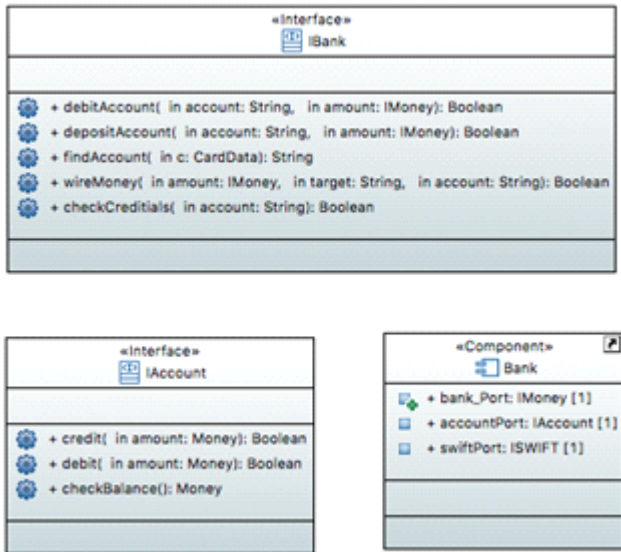 «Interface»
IBank
+ debitAccount( in account: String, in amount: IMoney): Boolean
+ depositAccount( in account: String, in amount: IMoney): Boolean
+ findAccount( in c: CardData): String
+ wireMoney( in amount: IMoney, in target: String, in account: String): Boolean
+ checkCreditials( in account: String): Boolean
«Interface»
IAccount
+ credit( in amount: Money): Boolean
+ debit( in amount: Money): Boolean
+ checkBalance(): Money
«Component»
Bank
+ bank_Port: IMoney [1]
+ accountPort: IAccount [1]
+ swiftPort: ISWIFT [1]